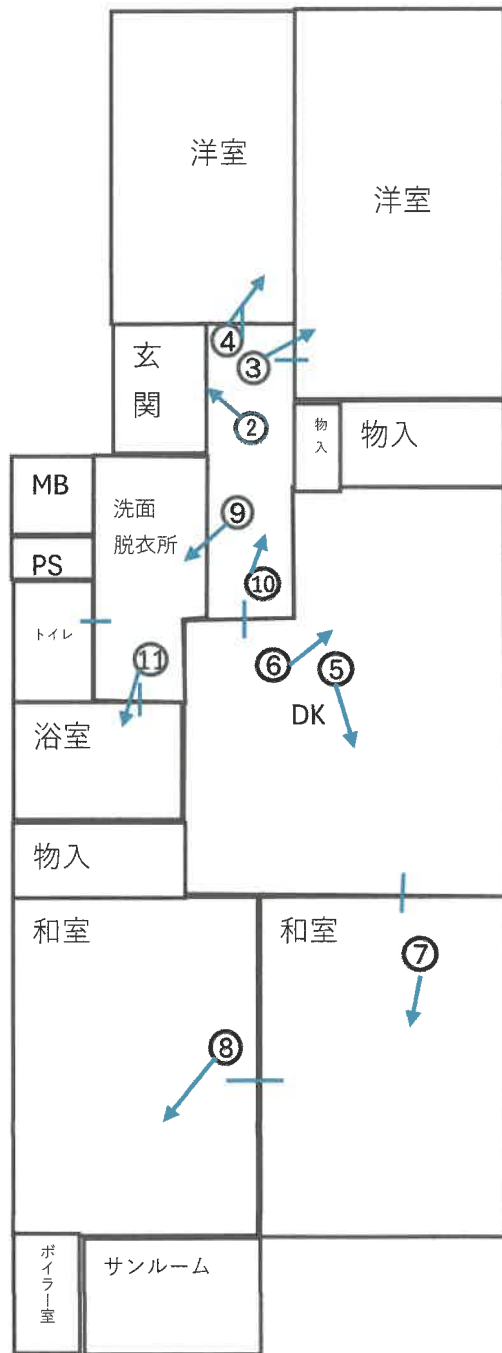 洋室
洋室
④
③
玄
関
②
物
入
物入
MB
洗面
脱衣所
⑨
PS
⑩
トイレ
⑪
⑥
⑤
DK
浴室
物入
和室
和室
⑦
⑧
ボイラー室
サンルーム